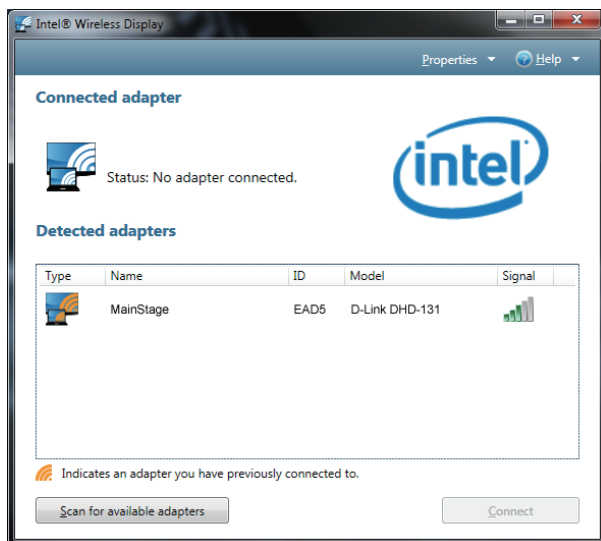 Intel® Wireless Display
Properties Help
Connected adapter
Status: No adapter connected.
intel®
Detected adapters
Type Name ID Model Signal
MainStage EAD5 D-Link DHD-131
Indicates an adapter you have previously connected to.
Scan for available adapters Connect